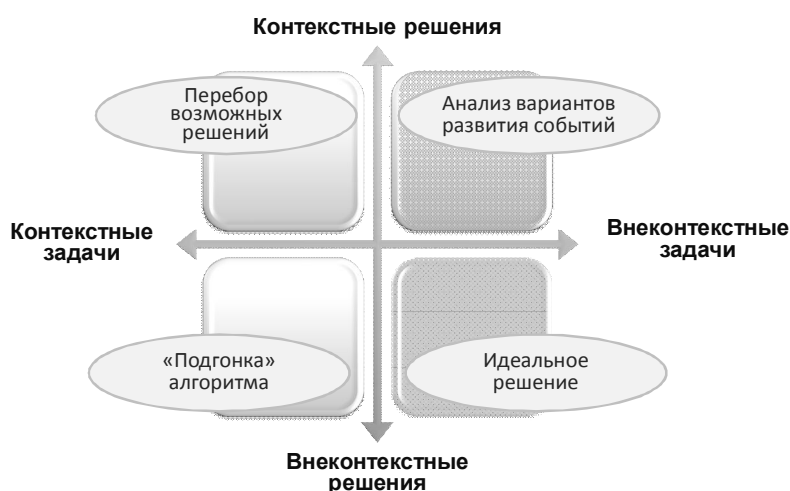 Контекстные решения
Перебор
возможных
решений
Анализ вариантов
развития событий
Контекстные
задачи
Внеконтекстные
задачи
«Подгонка»
алгоритма
Идеальное
решение
Внеконтекстные
решения